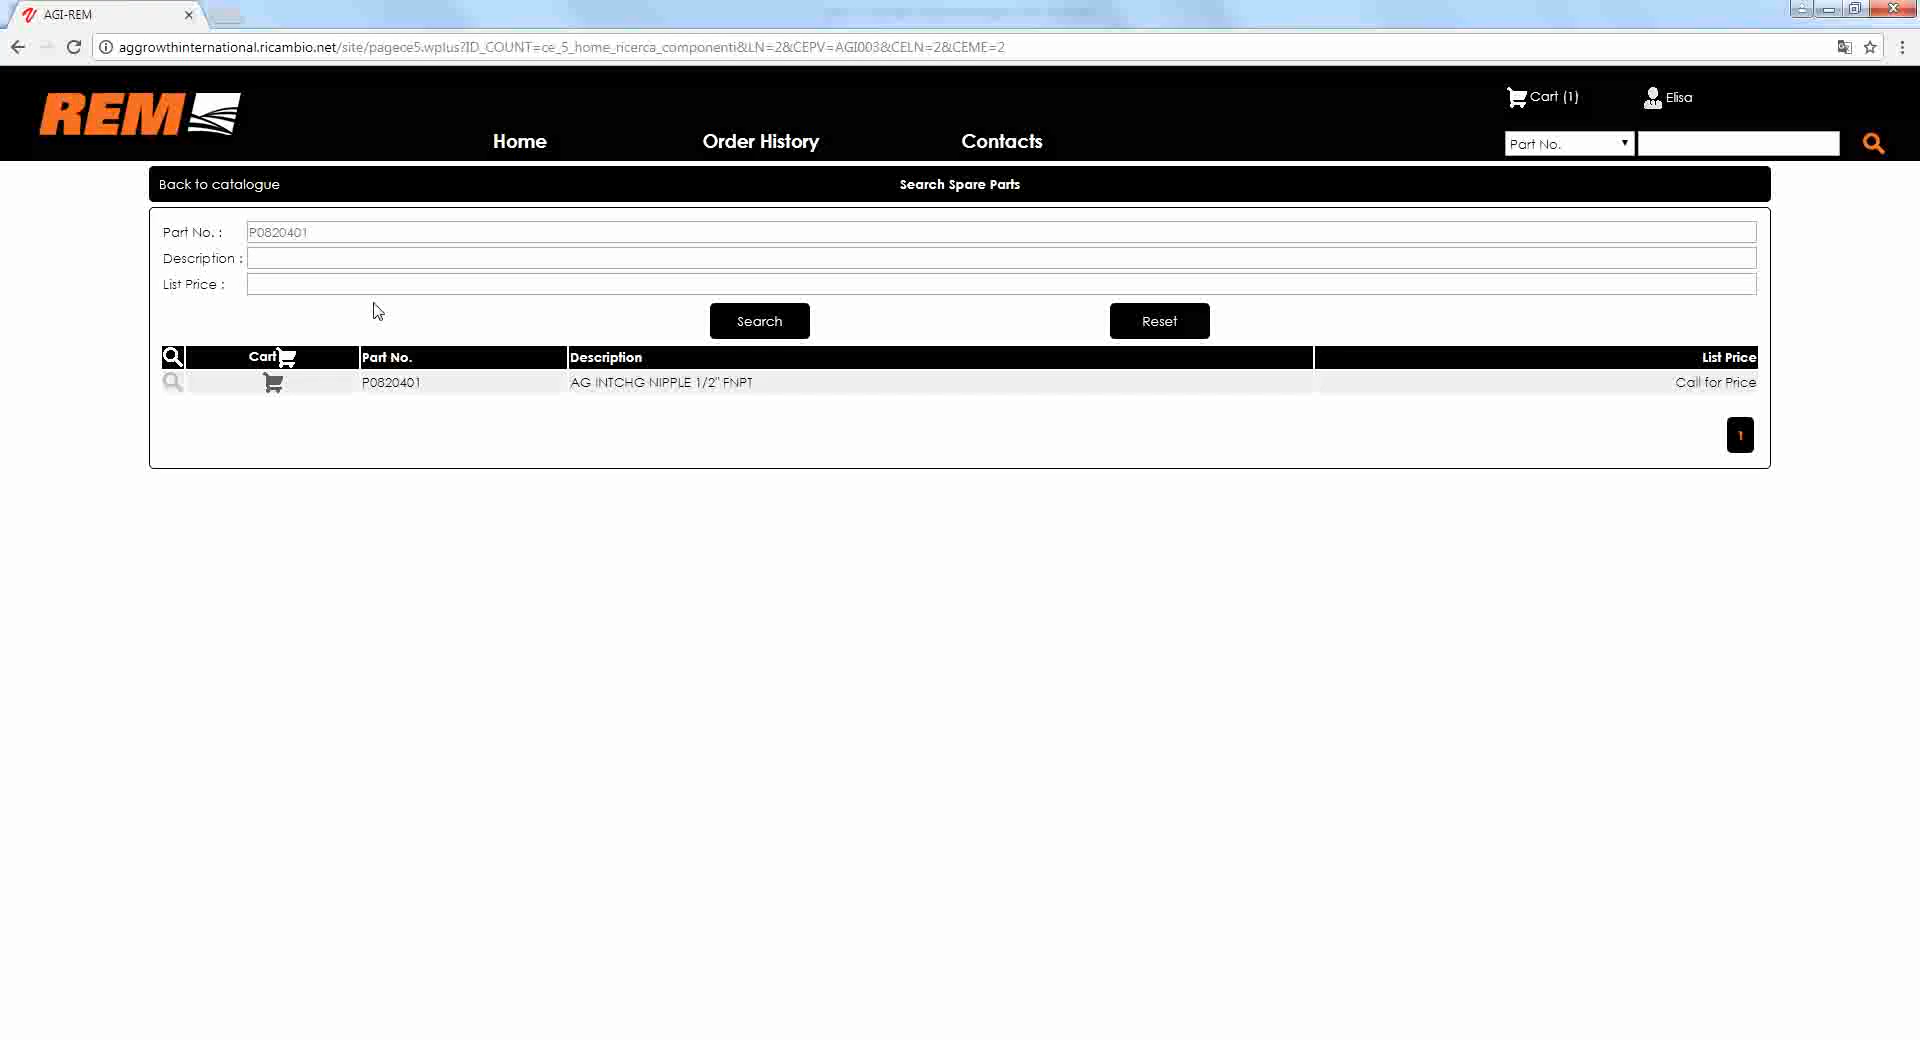 AGI-REM
aggrowthinternational.ricambio.net/site/pagece5.wplus?ID_COUNT=ce_5_home_ricerca_componenti&LN=2&CEPV=AGI003&CELN=2&CEME=2
REM
Cart (1)
Elisa
Home
Order History
Contacts
Part No.
Back to catalogue
Search Spare Parts
Part No. :
P0820401
Description :
List Price :
Search
Reset
Cart
Part No.
Description
List Price
P0820401
AG INTCHG NIPPLE 1/2" FNPT
Call for Price
1